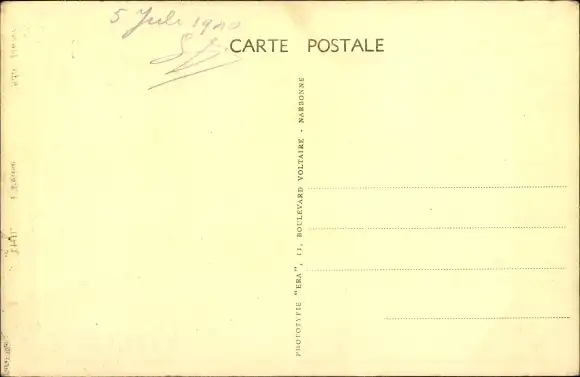 5 Juli 1940
CARTE POSTALE
PHOTOTYPIE "ERA", 11, BOULEVARD VOLTAIRE - NARBONNE